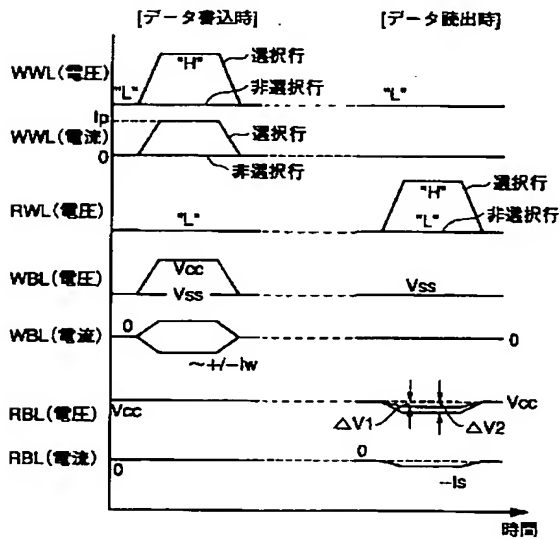 [データ書込時] [データ読出時]
選択行
"H"
WWL(電圧) 非選択行
"L" "L"
Ip
WWL(電流) 選択行
0
非選択行
選択行
"H"
RWL(電圧) "L" "L" 非選択行
WBL(電圧) Vcc
Vss Vss
WBL(電流) 0 0
~+/-Iw
RBL(電圧) Vcc Vcc
△V1 △V2
RBL(電流) 0
0
-Is
時間